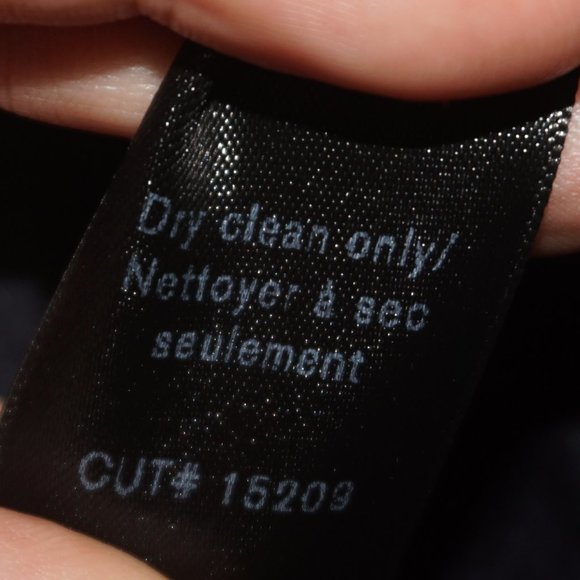 Dry clean only/
Nettoyer à sec
seulement
CUT# 15209